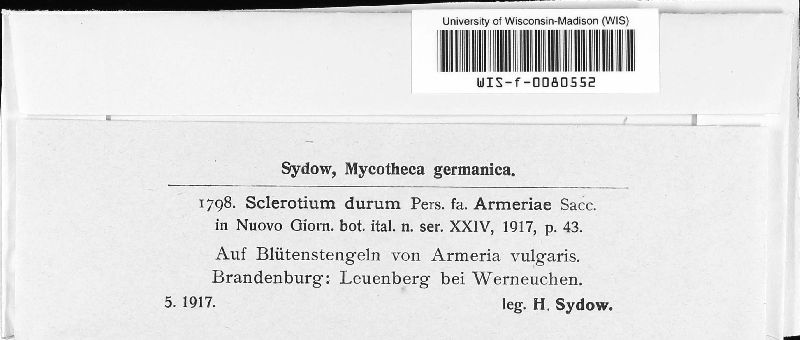 University of Wisconsin-Madison (WIS)
WIS-f-0080552
Sydow, Mycotheca germanica.
1798. Sclerotium durum Pers. fa. Armeriae Sacc.
in Nuovo Giorn. bot. ital. n. ser. XXIV, 1917, p. 43.
Auf Blütenstengeln von Armeria vulgaris.
Brandenburg: Leuenberg bei Werneuchen.
5. 1917. leg. H. Sydow.